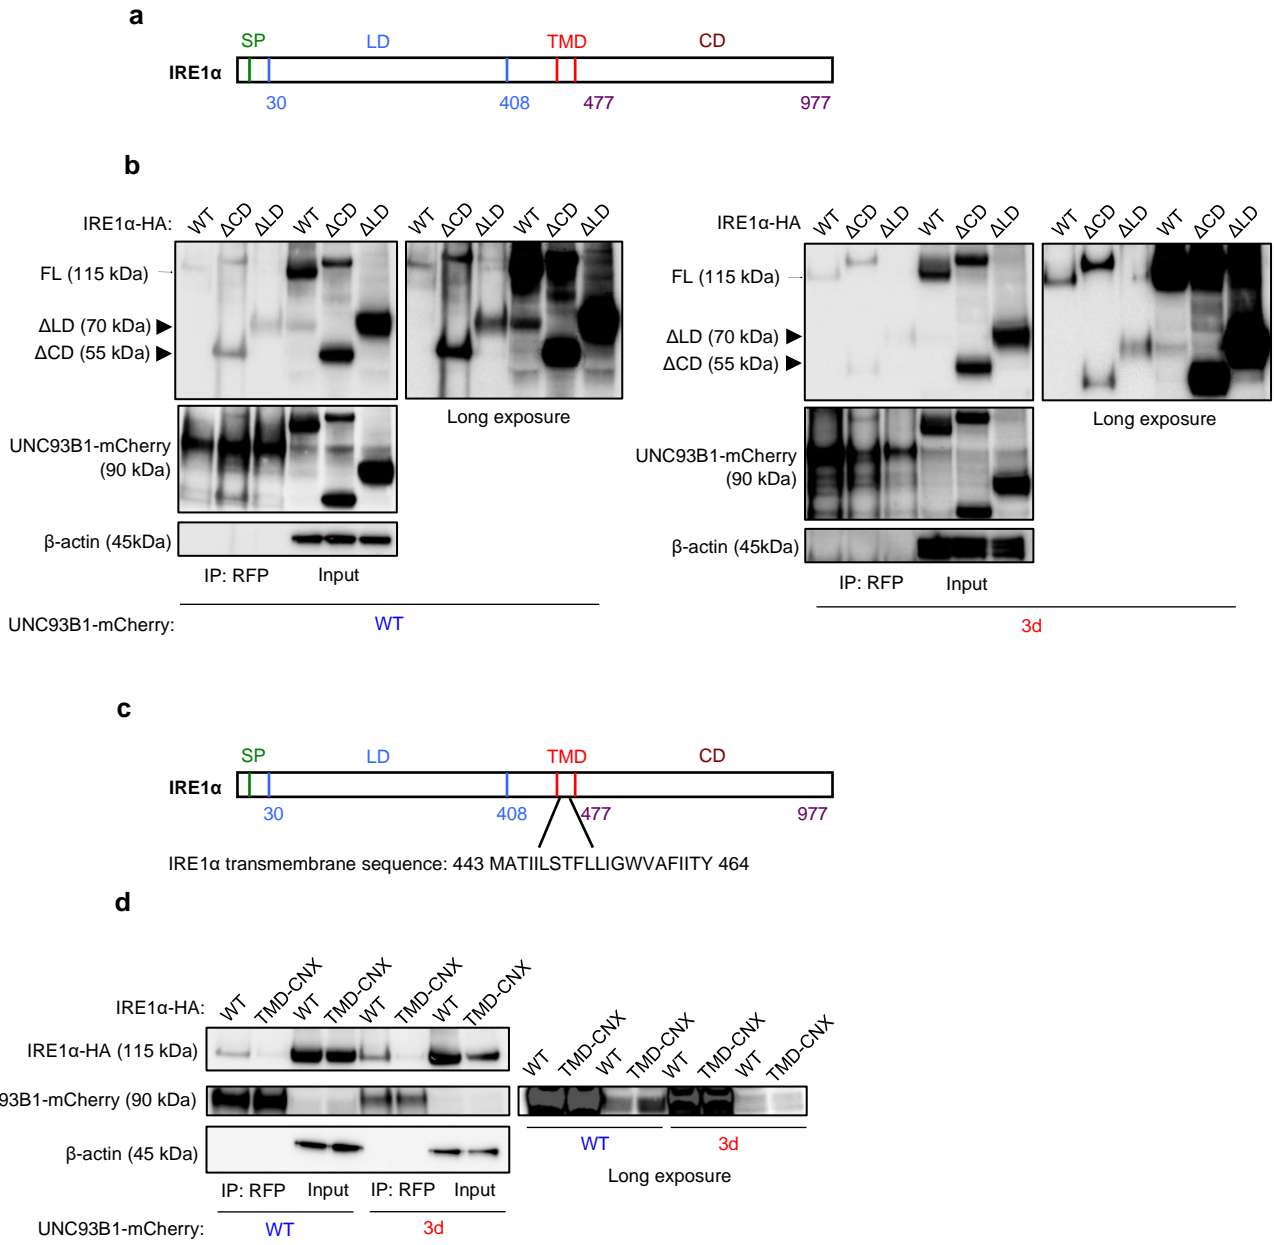 a
SP LD TMD CD
IRE1α
30 408 477 977
b
IRE1α-HA: WT ΔCD ΔLD WT ΔCD ΔLD WT ΔCD ΔLD WT ΔCD ΔLD
FL (115 kDa)
ΔLD (70 kDa)
ΔCD (55 kDa)
Long exposure
UNC93B1-mCherry
(90 kDa)
β-actin (45kDa)
IP: RFP Input
UNC93B1-mCherry: WT
IRE1α-HA WT ΔCD ΔLD WT ΔCD ΔLD WT ΔCD ΔLD WT ΔCD ΔLD
FL (115 kDa)
ΔLD (70 kDa)
ΔCD (55 kDa)
Long exposure
UNC93B1-mCherry
(90 kDa)
β-actin (45kDa)
IP: RFP Input
3d
c
SP LD TMD CD
IRE1α
30 408 477 977
IRE1α transmembrane sequence: 443 MATIILSTFLLIGWVAFIITY 464
d
IRE1α-HA: WT TMD-CNX WT TMD-CNX WT TMD-CNX WT TMD-CNX
IRE1α-HA (115 kDa)
WT TMD-CNX WT TMD-CNX WT TMD-CNX WT TMD-CNX
93B1-mCherry (90 kDa)
WT 3d
Long exposure
β-actin (45 kDa)
IP: RFP Input IP: RFP Input
UNC93B1-mCherry: WT 3d